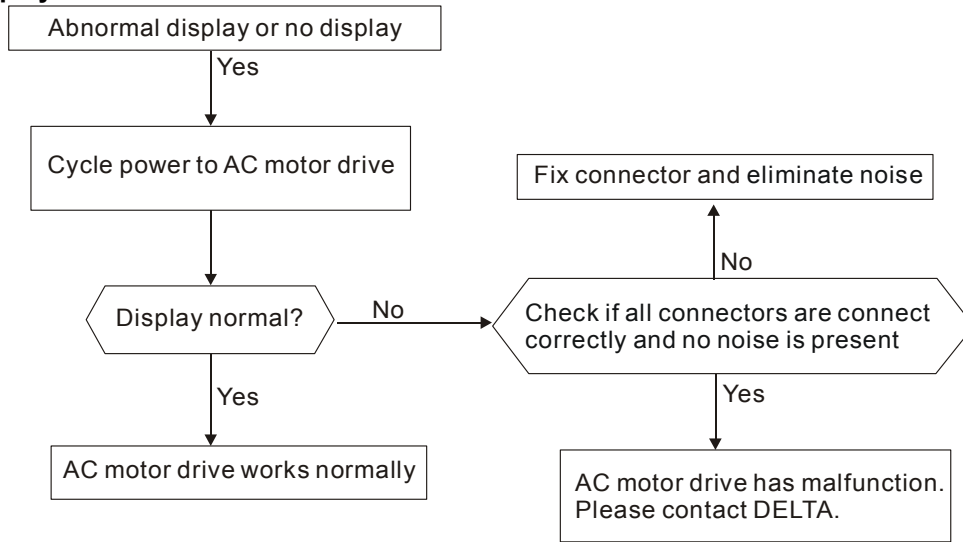 Abnormal display or no display
Yes
Cycle power to AC motor drive
Fix connector and eliminate noise
No
Display normal?
No
Check if all connectors are connect
correctly and no noise is present
Yes
Yes
AC motor drive works normally
AC motor drive has malfunction.
Please contact DELTA.